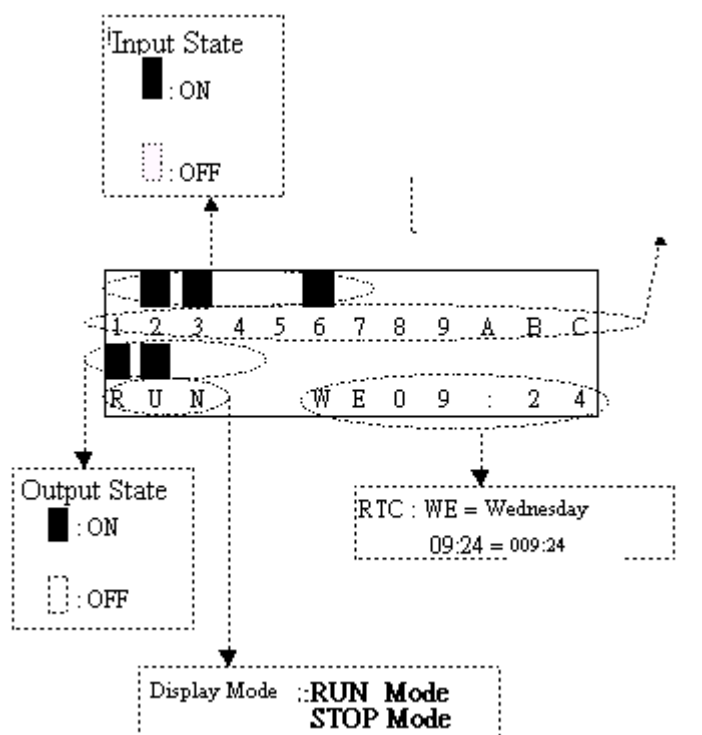 Input State
: ON
: OFF
1 2 3 4 5 6 7 8 9 A B C
R U N W E 0 9 : 2 4
Output State
: ON
: OFF
RTC : WE = Wednesday
09:24 = 009:24
Display Mode ::RUN Mode
STOP Mode